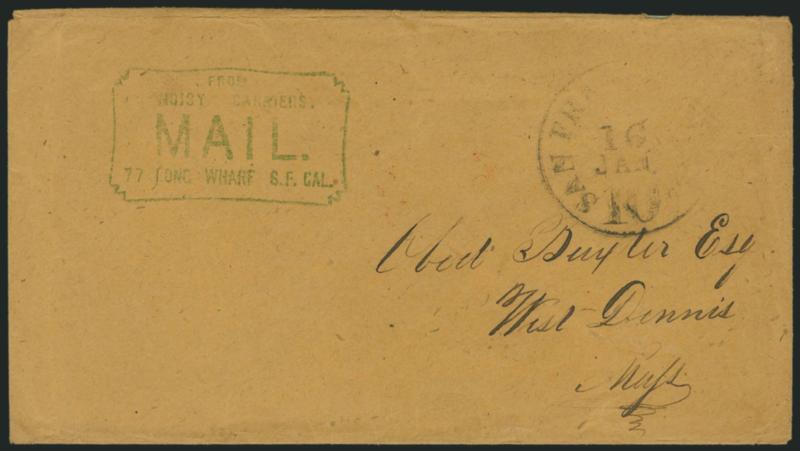 FROM
NOISY CARRIERS.
MAIL.
77 LONG WHARF S.F. CAL.
SAN FRA
16
JAN
10
Obed Baxter Esq
West Dennis
Mass